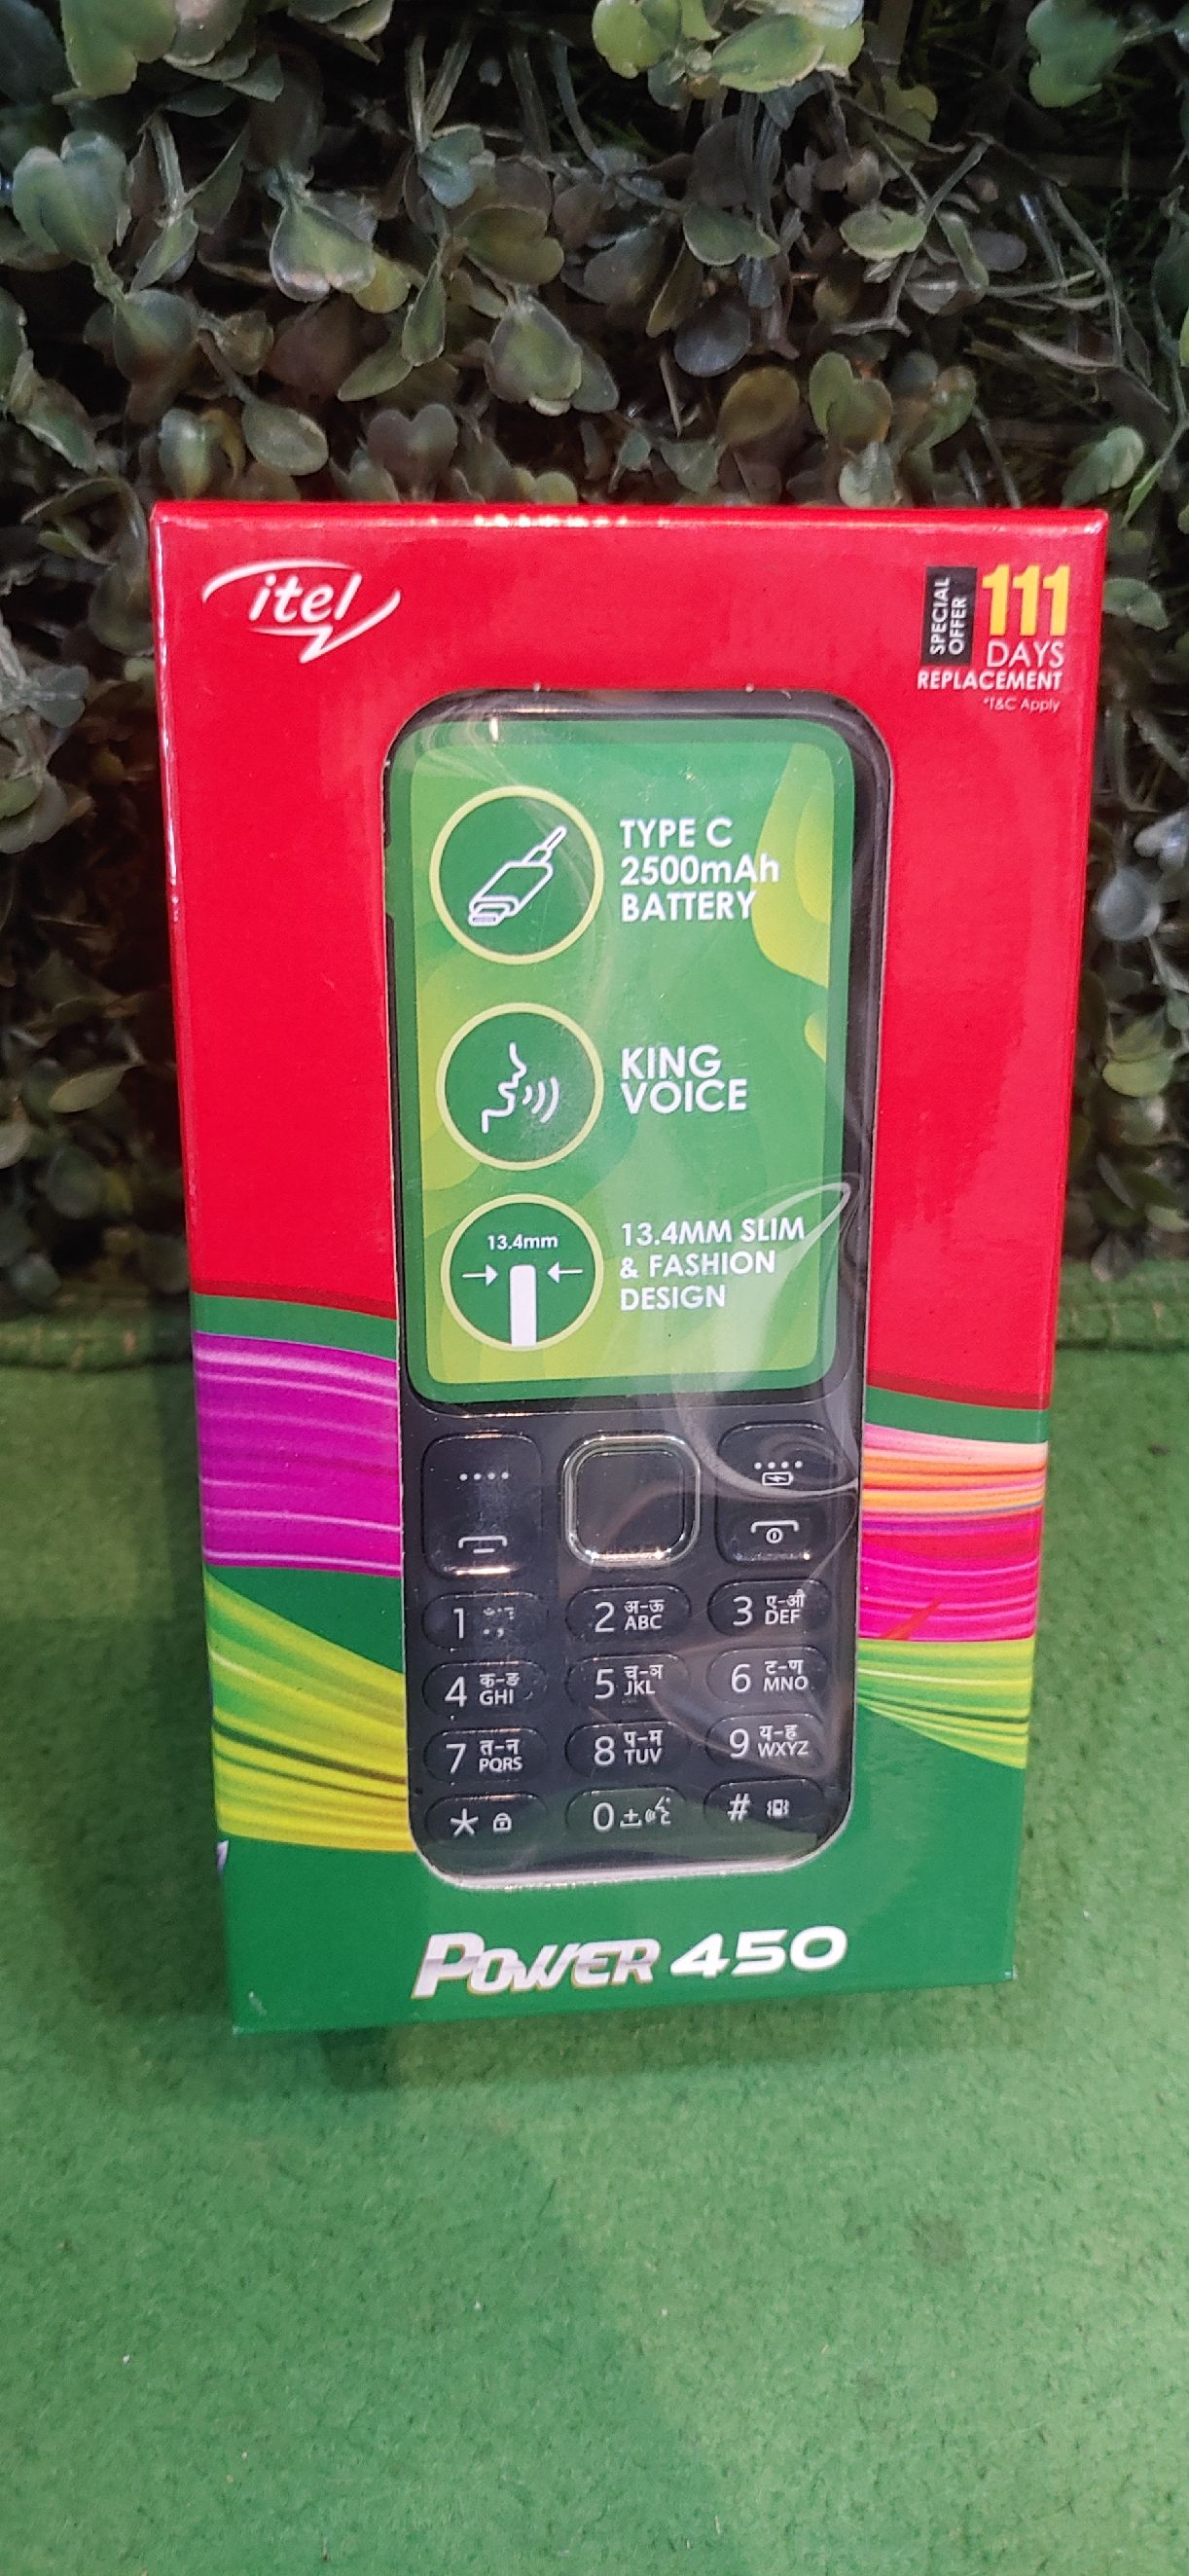 itel
SPECIAL
OFFER
111
DAYS
REPLACEMENT
*T&C Apply
TYPE C
2500mAh
BATTERY
KING
VOICE
13.4mm
13.4MM SLIM
& FASHION
DESIGN
1
2 अ-ऊ
ABC
3 ए-औ
DEF
4 क-ङ
GHI
5 च-ञ
JKL
6 ट-ण
MNO
7 त-न
PQRS
8 प-म
TUV
9 य-ह
WXYZ
*
0
#
POWER 450